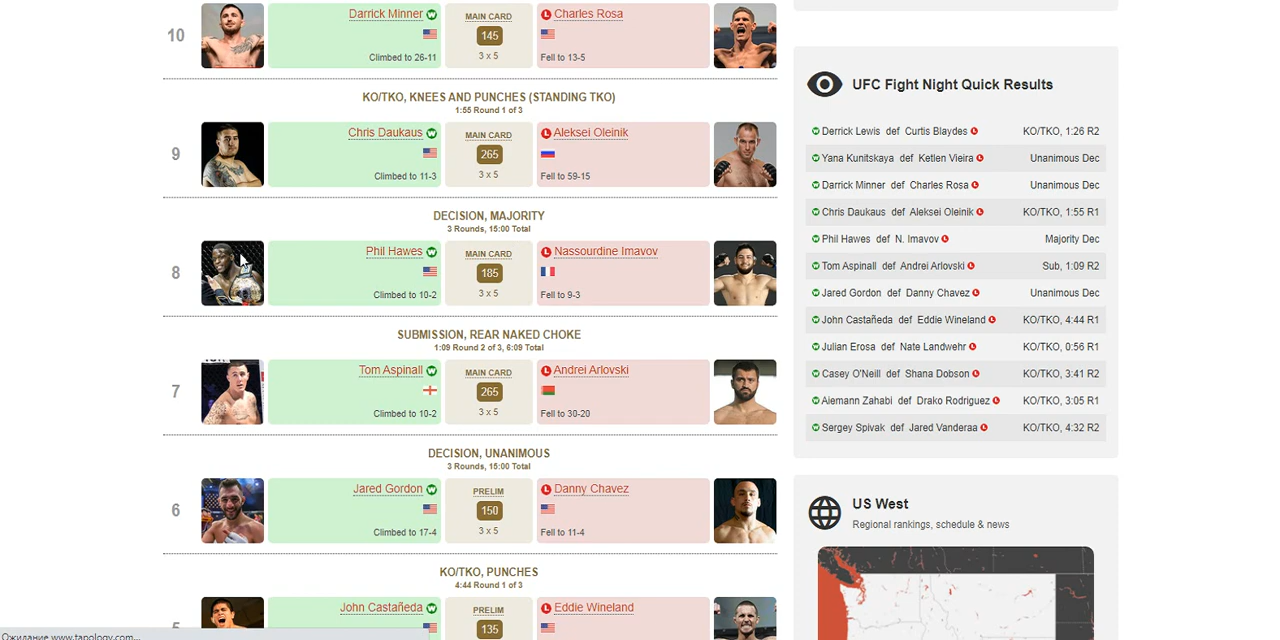 10
Darrick Minner W
MAIN CARD
L Charles Rosa
145
Climbed to 26-11
3 x 5
Fell to 13-5
KO/TKO, KNEES AND PUNCHES (STANDING TKO)
1:55 Round 1 of 3
9
Chris Daukaus W
MAIN CARD
L Aleksei Oleinik
265
Climbed to 11-3
3 x 5
Fell to 59-15
DECISION, MAJORITY
3 Rounds, 15:00 Total
8
Phil Hawes W
MAIN CARD
L Nassourdine Imavov
185
Climbed to 10-2
3 x 5
Fell to 9-3
SUBMISSION, REAR NAKED CHOKE
1:09 Round 2 of 3, 6:09 Total
7
Tom Aspinall W
MAIN CARD
L Andrei Arlovski
265
Climbed to 10-2
3 x 5
Fell to 30-20
DECISION, UNANIMOUS
3 Rounds, 15:00 Total
6
Jared Gordon W
PRELIM
L Danny Chavez
150
Climbed to 17-4
3 x 5
Fell to 11-4
KO/TKO, PUNCHES
4:44 Round 1 of 3
5
John Castañeda W
PRELIM
L Eddie Wineland
135
Ожидание www.tapology.com...
UFC Fight Night Quick Results
W Derrick Lewis def Curtis Blaydes L KO/TKO, 1:26 R2
W Yana Kunitskaya def Ketlen Vieira L Unanimous Dec
W Darrick Minner def Charles Rosa L Unanimous Dec
W Chris Daukaus def Aleksei Oleinik L KO/TKO, 1:55 R1
W Phil Hawes def N. Imavov L Majority Dec
W Tom Aspinall def Andrei Arlovski L Sub, 1:09 R2
W Jared Gordon def Danny Chavez L Unanimous Dec
W John Castañeda def Eddie Wineland L KO/TKO, 4:44 R1
W Julian Erosa def Nate Landwehr L KO/TKO, 0:56 R1
W Casey O'Neill def Shana Dobson L KO/TKO, 3:41 R2
W Aiemann Zahabi def Drako Rodriguez L KO/TKO, 3:05 R1
W Sergey Spivak def Jared Vanderaa L KO/TKO, 4:32 R2
US West
Regional rankings, schedule & news